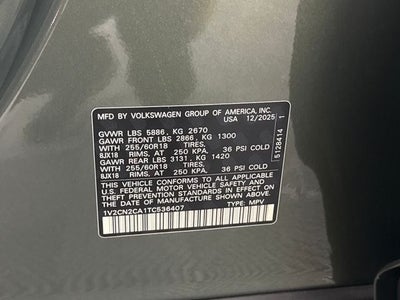 MFD. BY VOLKSWAGEN GROUP OF AMERICA, INC.
USA 12/2025
GVWR LBS 5886, KG 2670
GAWR FRONT LBS 2866, KG 1300
WITH 255/60R18 TIRES,
8JX18 RIMS, AT 250 KPA, 36 PSI COLD
GAWR REAR LBS 3131, KG 1420
WITH 255/60R18 TIRES,
8JX18 RIMS, AT 250 KPA, 36 PSI COLD
THIS VEHICLE CONFORMS TO ALL APPLICABLE
U.S. FEDERAL MOTOR VEHICLE SAFETY AND
THEFT PREVENTION STANDARDS IN EFFECT ON
THE DATE OF MANUFACTURE SHOWN ABOVE.
1V2CN2CA1TC536407 TYPE: MPV
5128414 1